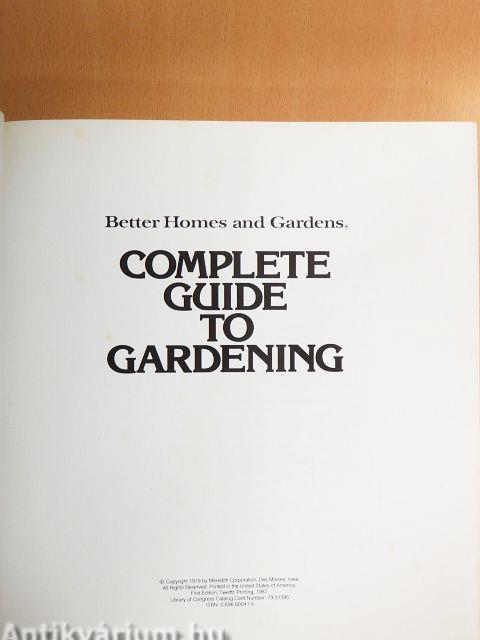 Better Homes and Gardens®
COMPLETE
GUIDE
TO
GARDENING
© Copyright 1979 by Meredith Corporation, Des Moines, Iowa.
All Rights Reserved. Printed in the United States of America.
First Edition. Twelfth Printing, 1987.
Library of Congress Catalog Card Number: 79-51395
ISBN: 0-696-00041-5
Antikvárium.hu